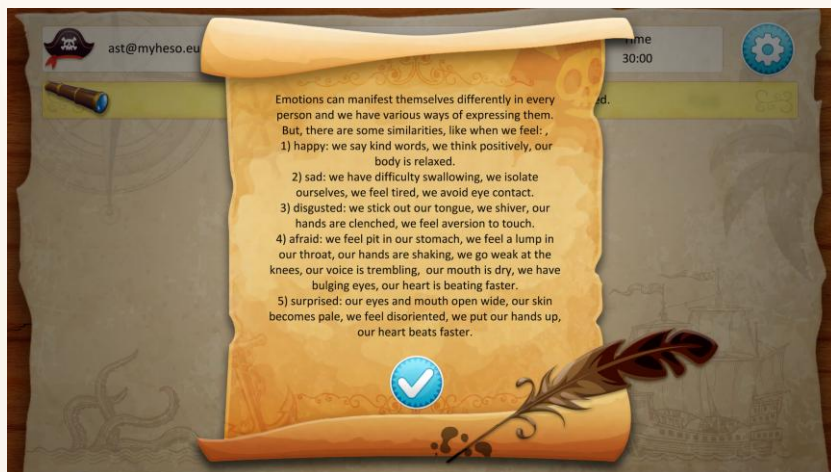 ast@myheso.eu
Time
30:00
ed.
Emotions can manifest themselves differently in every
person and we have various ways of expressing them.
But, there are some similarities, like when we feel: ,
1) happy: we say kind words, we think positively, our
body is relaxed.
2) sad: we have difficulty swallowing, we isolate
ourselves, we feel tired, we avoid eye contact.
3) disgusted: we stick out our tongue, we shiver, our
hands are clenched, we feel aversion to touch.
4) afraid: we feel pit in our stomach, we feel a lump in
our throat, our hands are shaking, we go weak at the
knees, our voice is trembling,  our mouth is dry, we have
bulging eyes, our heart is beating faster.
5) surprised: our eyes and mouth open wide, our skin
becomes pale, we feel disoriented, we put our hands up,
our heart beats faster.